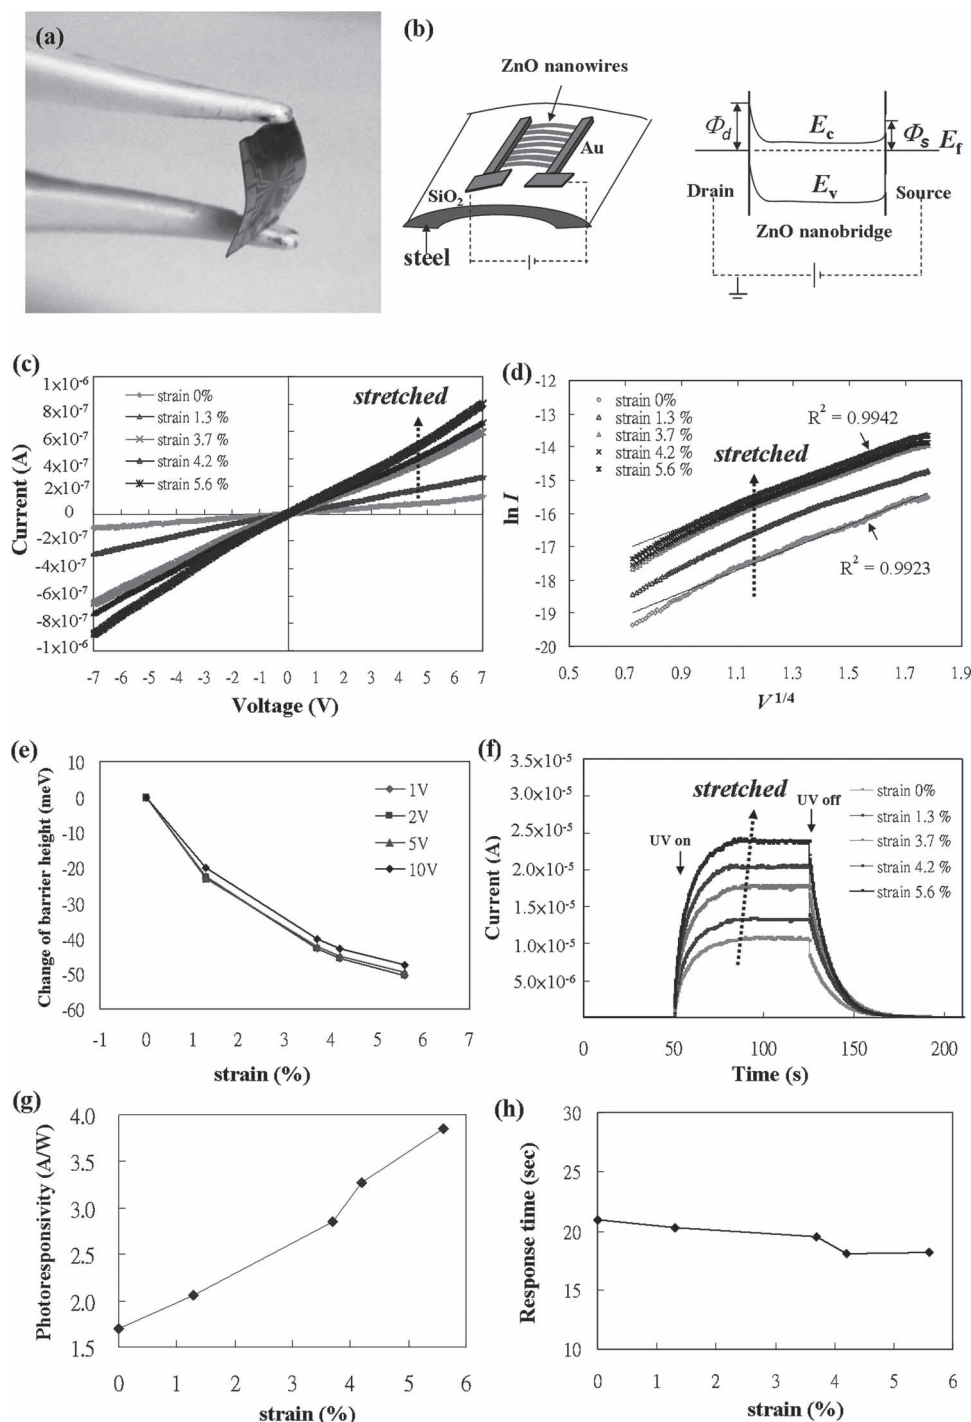 (a)
(b)
ZnO nanowires
Au
SiO₂
steel
Φd
Ec
Φs
Ef
Drain
Ev
Source
ZnO nanobridge
(c)
1x10⁻⁶
8x10⁻⁷
6x10⁻⁷
4x10⁻⁷
2x10⁻⁷
0
-2x10⁻⁷
-4x10⁻⁷
-6x10⁻⁷
-8x10⁻⁷
-1x10⁻⁶
Current (A)
strain 0%
strain 1.3 %
strain 3.7 %
strain 4.2 %
strain 5.6 %
stretched
-7 -6 -5 -4 -3 -2 -1 0 1 2 3 4 5 6 7
Voltage (V)
(d)
-12
-13
-14
-15
-16
-17
-18
-19
-20
ln I
strain 0%
strain 1.3 %
strain 3.7 %
strain 4.2 %
strain 5.6 %
stretched
R² = 0.9942
R² = 0.9923
0.5 0.7 0.9 1.1 1.3 1.5 1.7 1.9
V¹ᐟ⁴
(e)
10
0
-10
-20
-30
-40
-50
-60
Change of barrier height (meV)
1V
2V
5V
10V
-1 0 1 2 3 4 5 6 7
strain (%)
(f)
3.5x10⁻⁵
3.0x10⁻⁵
2.5x10⁻⁵
2.0x10⁻⁵
1.5x10⁻⁵
1.0x10⁻⁵
5.0x10⁻⁶
Current (A)
stretched
UV on
UV off
strain 0%
strain 1.3 %
strain 3.7 %
strain 4.2 %
strain 5.6 %
0 50 100 150 200
Time (s)
(g)
4.0
3.5
3.0
2.5
2.0
1.5
Photoresponsivity (A/W)
0 1 2 3 4 5 6
strain (%)
(h)
30
25
20
15
10
Response time (sec)
0 1 2 3 4 5 6
strain (%)